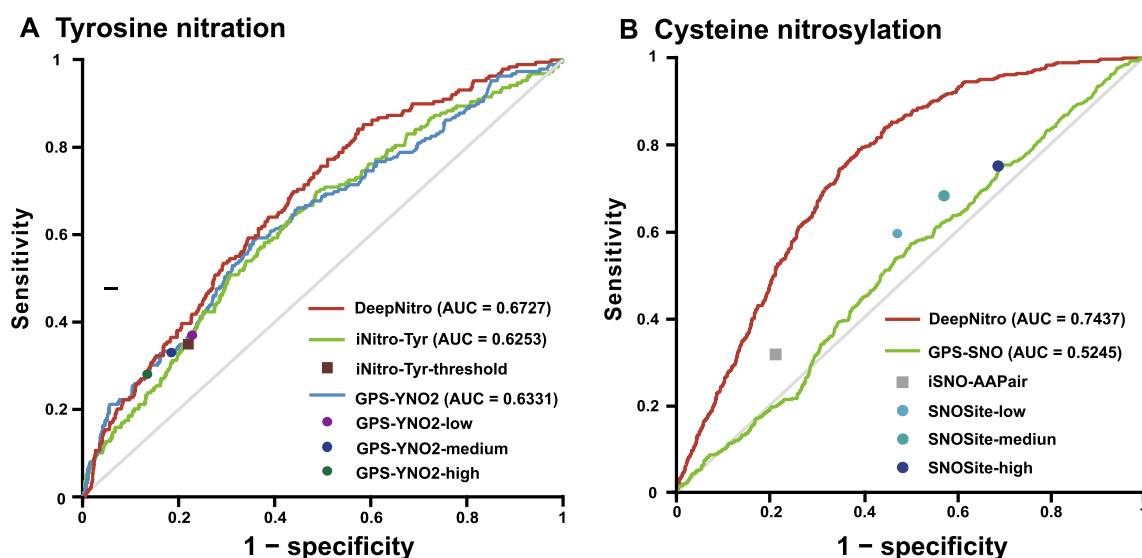 A Tyrosine nitration
1
0.8
0.6
0.4
0.2
0
0
0.2
0.4
0.6
0.8
1
Sensitivity
1 − specificity
DeepNitro (AUC = 0.6727)
iNitro-Tyr (AUC = 0.6253)
iNitro-Tyr-threshold
GPS-YNO2 (AUC = 0.6331)
GPS-YNO2-low
GPS-YNO2-medium
GPS-YNO2-high
B Cysteine nitrosylation
1
0.8
0.6
0.4
0.2
0
0
0.2
0.4
0.6
0.8
1
Sensitivity
1 − specificity
DeepNitro (AUC = 0.7437)
GPS-SNO (AUC = 0.5245)
iSNO-AAPair
SNOSite-low
SNOSite-mediun
SNOSite-high